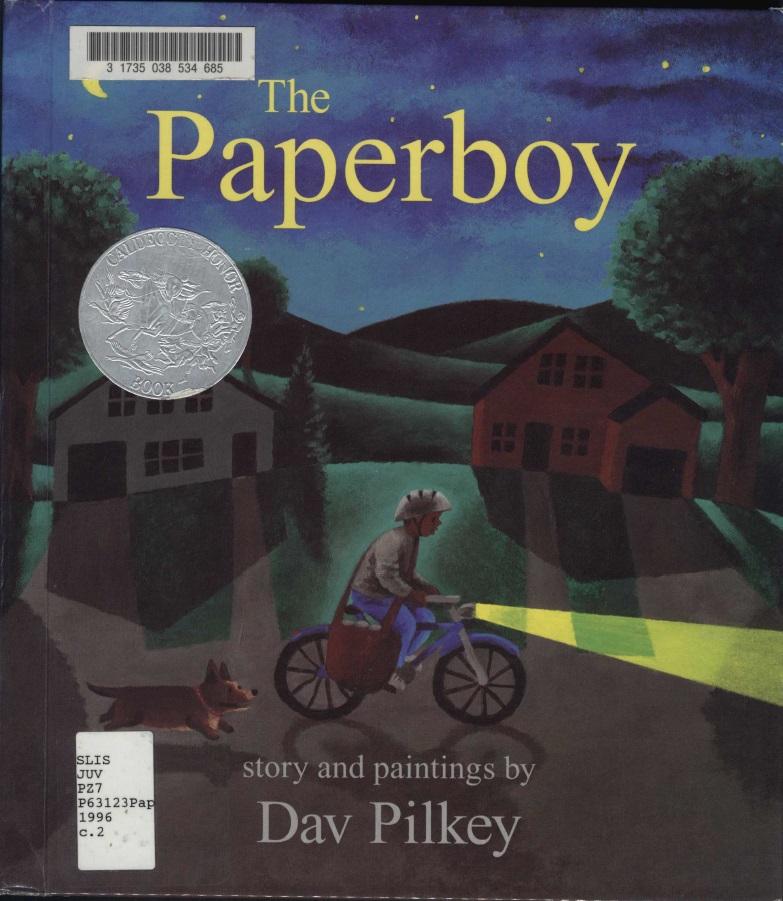 3 1735 038 534 685
The
Paperboy
CALDECOTT HONOR
BOOK
story and paintings by
Dav Pilkey
SLIS
JUV
PZ7
P63123Pap
1996
c.2